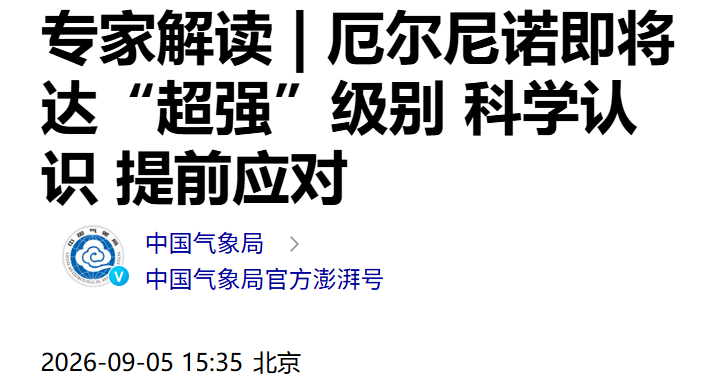 专家解读 | 厄尔尼诺即将
达“超强”级别 科学认
识 提前应对
中国气象局
中国气象局官方澎湃号
2026-09-05 15:35 北京